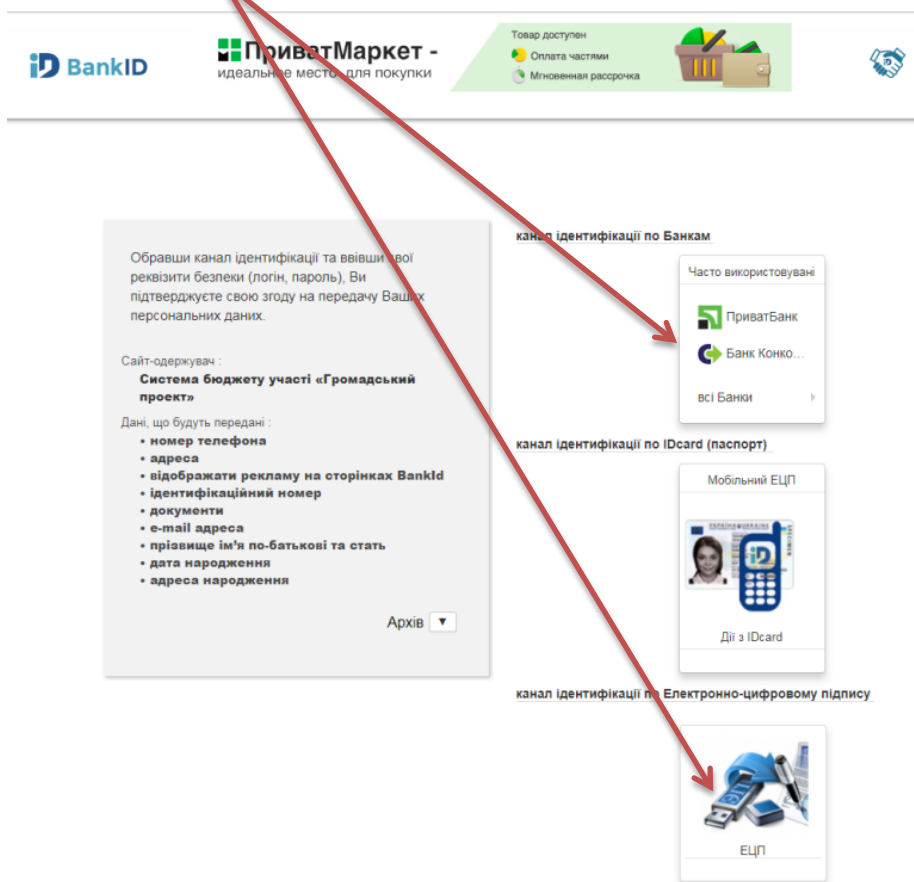 iD BankID
ПриватМаркет -
идеальное место для покупки
Товар доступен
Оплата частями
Мгновенная рассрочка
Обравши канал ідентифікації та ввівши свої
реквізити безпеки (логін, пароль), Ви
підтверджуєте свою згоду на передачу Ваших
персональних даних.
Сайт-одержувач :
Система бюджету участі «Громадський
проект»
Дані, що будуть передані :
• номер телефона
• адреса
• відображати рекламу на сторінках BankId
• ідентифікаційний номер
• документи
• e-mail адреса
• прізвище ім'я по-батькові та стать
• дата народження
• адреса народження
Архів
канал ідентифікації по Банкам
Часто використовувані
ПриватБанк
Банк Конко...
всі Банки
канал ідентифікації по IDcard (паспорт)
Мобільний ЕЦП
УКРАЇНА UKRAINE
iD
Дії з IDcard
канал ідентифікації по Електронно-цифровому підпису
ЕЦП